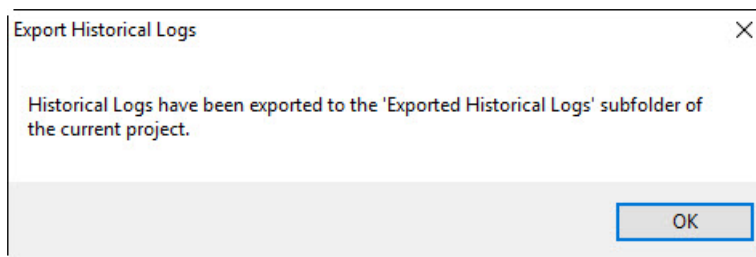 Export Historical Logs
Historical Logs have been exported to the 'Exported Historical Logs' subfolder of
the current project.
OK